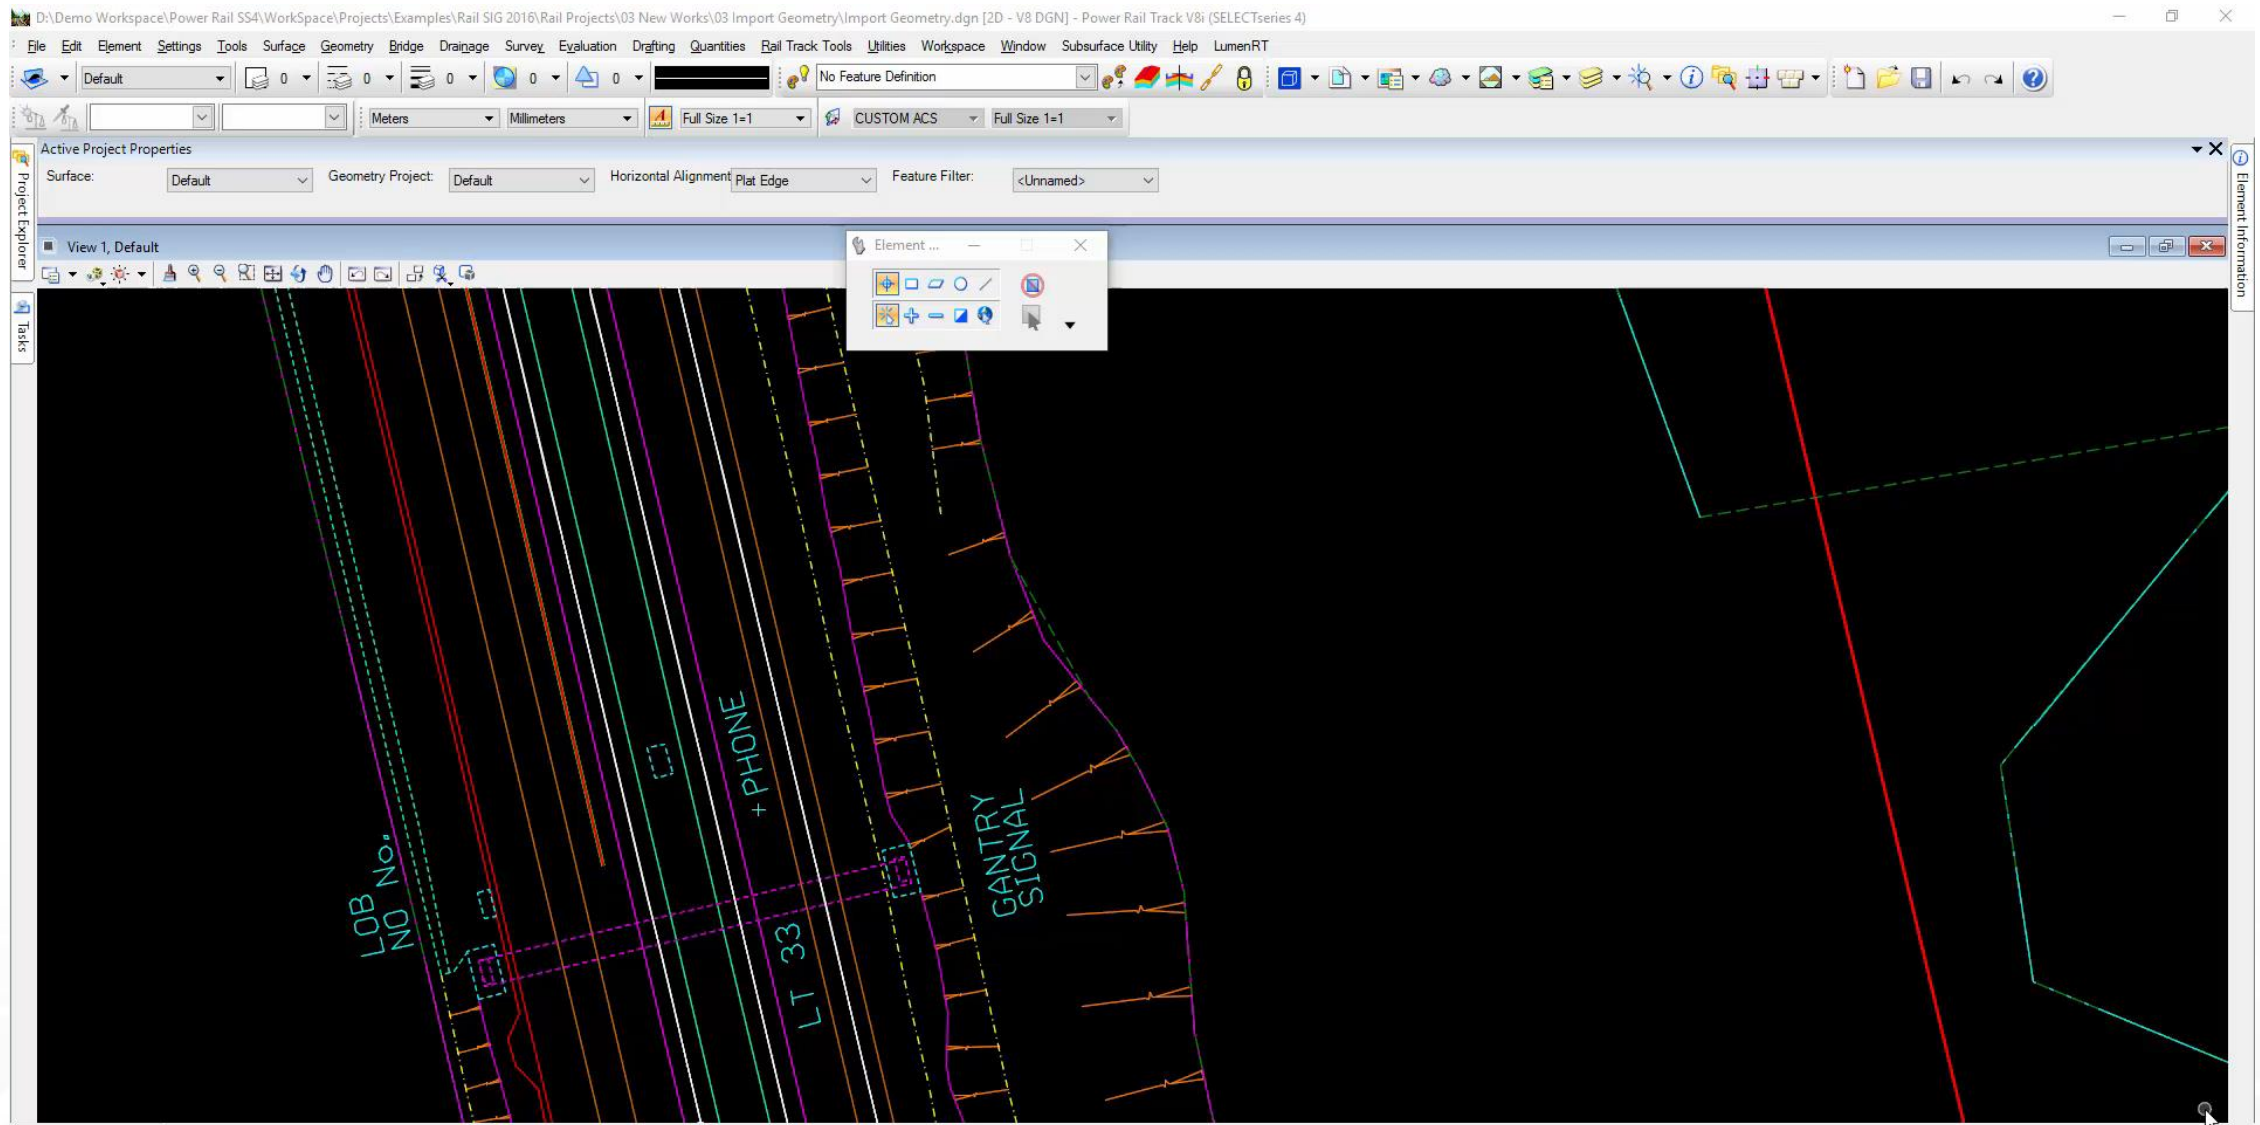 D:\Demo Workspace\Power Rail SS4\WorkSpace\Projects\Examples\Rail SIG 2016\Rail Projects\03 New Works\03 Import Geometry\Import Geometry.dgn [2D - V8 DGN] - Power Rail Track V8i (SELECTseries 4)
File Edit Element Settings Tools Surface Geometry Bridge Drainage Survey Evaluation Drafting Quantities Rail Track Tools Utilities Workspace Window Subsurface Utility Help LumenRT
Default 0 0 0 0 0 No Feature Definition
Meters Millimeters Full Size 1=1 CUSTOM ACS Full Size 1=1
Active Project Properties
Surface: Default Geometry Project: Default Horizontal Alignment Plat Edge Feature Filter: <Unnamed>
Project Explorer
Tasks
Element Information
View 1, Default
Element ...
+ PHONE
GANTRY
SIGNAL
LOB No.
NO
LT 33